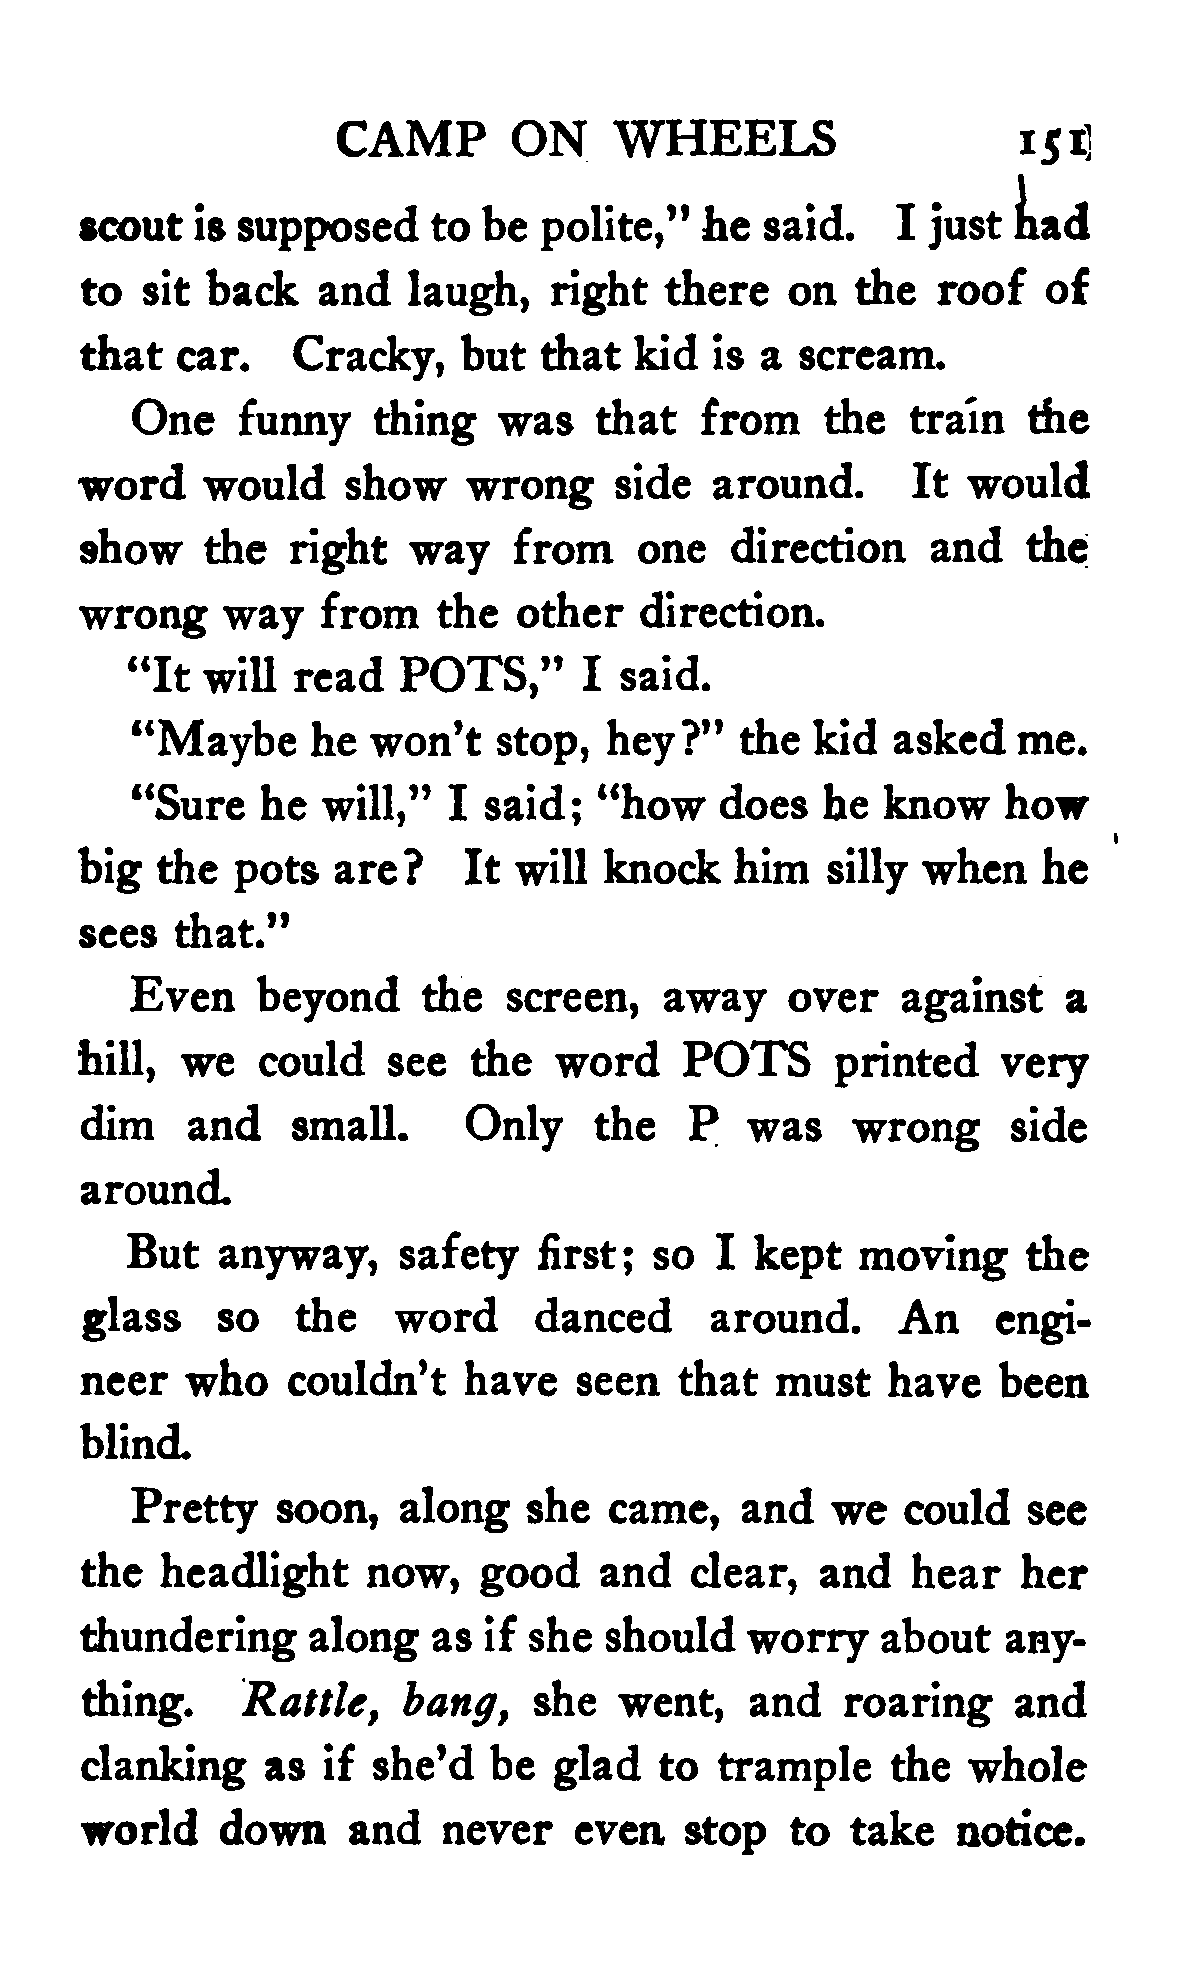 CAMP ON WHEELS 151
scout is supposed to be polite," he said. I just had
to sit back and laugh, right there on the roof of
that car. Cracky, but that kid is a scream.
One funny thing was that from the train the
word would show wrong side around. It would
show the right way from one direction and the
wrong way from the other direction.
"It will read POTS," I said.
"Maybe he won't stop, hey?" the kid asked me.
"Sure he will," I said; "how does he know how
big the pots are? It will knock him silly when he
sees that."
Even beyond the screen, away over against a
hill, we could see the word POTS printed very
dim and small. Only the P was wrong side
around.
But anyway, safety first; so I kept moving the
glass so the word danced around. An engi-
neer who couldn't have seen that must have been
blind.
Pretty soon, along she came, and we could see
the headlight now, good and clear, and hear her
thundering along as if she should worry about any-
thing. Rattle, bang, she went, and roaring and
clanking as if she'd be glad to trample the whole
world down and never even stop to take notice.